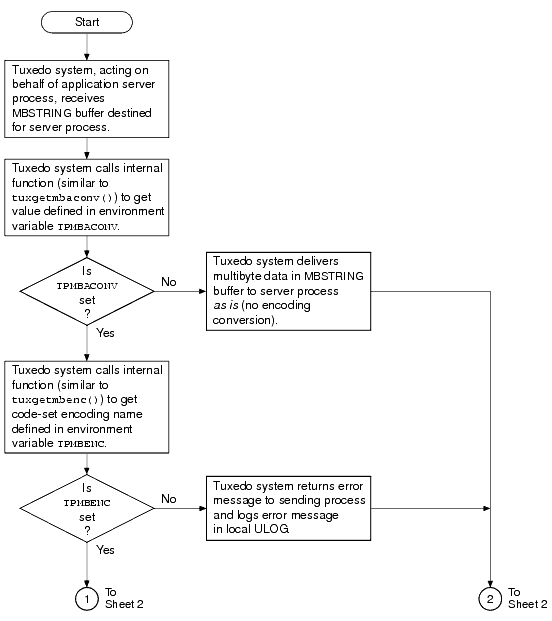 Start
Tuxedo system, acting on
behalf of application server
process, receives
MBSTRING buffer destined
for server process.
Tuxedo system calls internal
function (similar to
tuxgetmbaconv()) to get
value defined in environment
variable TPMBACONV.
Is
TPMBACONV
set
?
No
Yes
Tuxedo system delivers
multibyte data in MBSTRING
buffer to server process
as is (no encoding
conversion).
Tuxedo system calls internal
function (similar to
tuxgetmbenc()) to get
code-set encoding name
defined in environment
variable TPMBENC.
Is
TPMBENC
set
?
No
Yes
Tuxedo system returns error
message to sending process
and logs error message
in local ULOG.
1
To
Sheet 2
2
To
Sheet 2